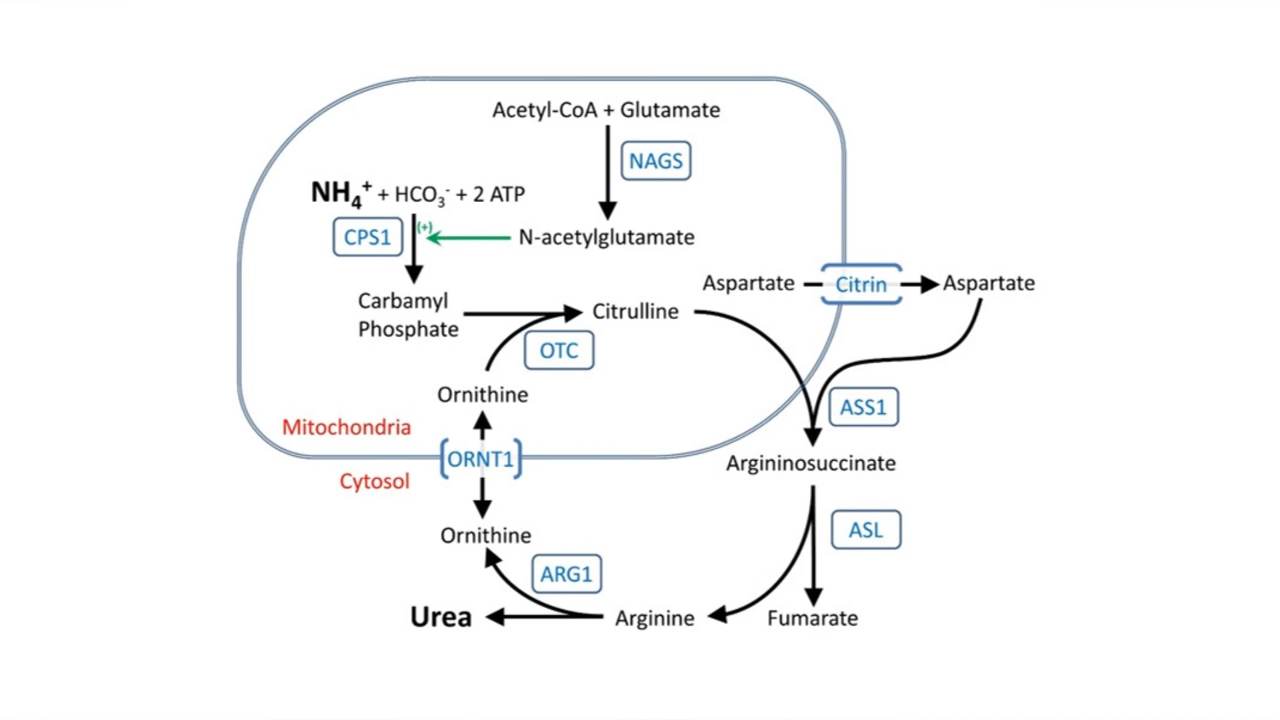 Acetyl-CoA + Glutamate
NAGS
NH₄⁺ + HCO₃⁻ + 2 ATP
CPS1
(+)
N-acetylglutamate
Aspartate
Citrin
Aspartate
Carbamyl
Phosphate
Citrulline
OTC
Ornithine
ASS1
Mitochondria
ORNT1
Argininosuccinate
Cytosol
Ornithine
ASL
ARG1
Urea
Arginine
Fumarate